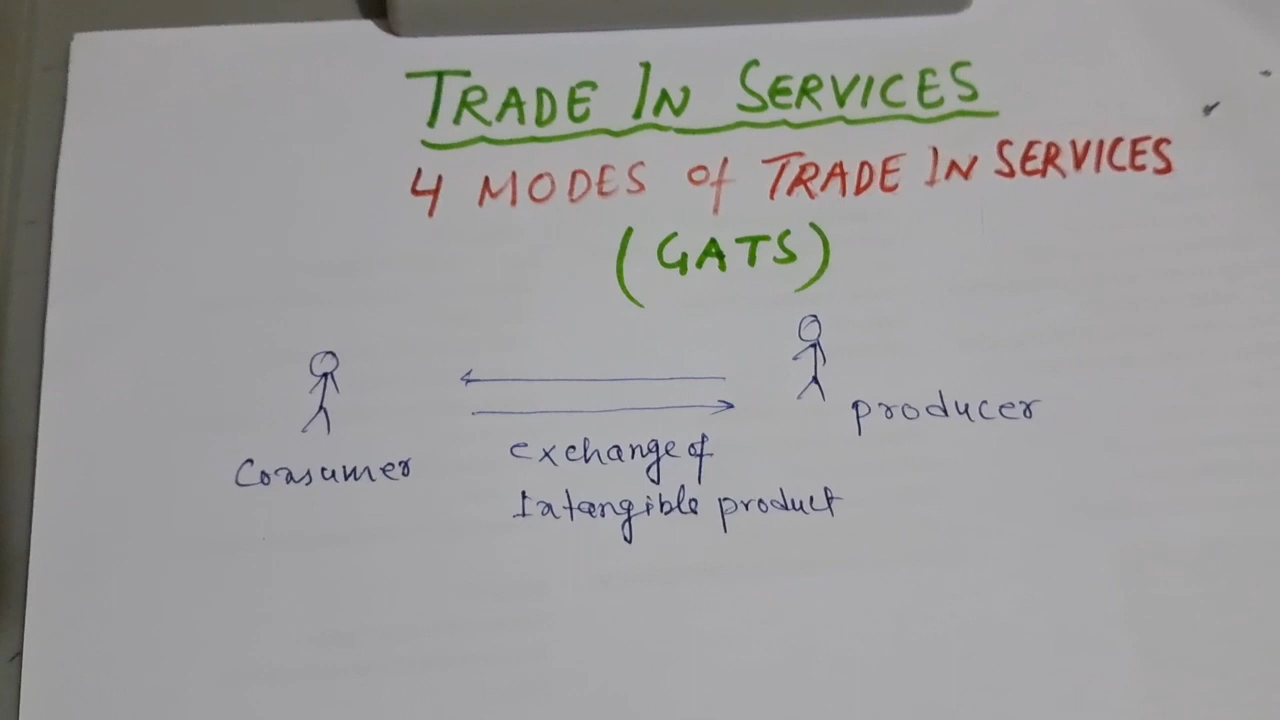 TRADE IN SERVICES
4 MODES of TRADE IN SERVICES
(GATS)
Consumer
producer
exchange of
Intangible product